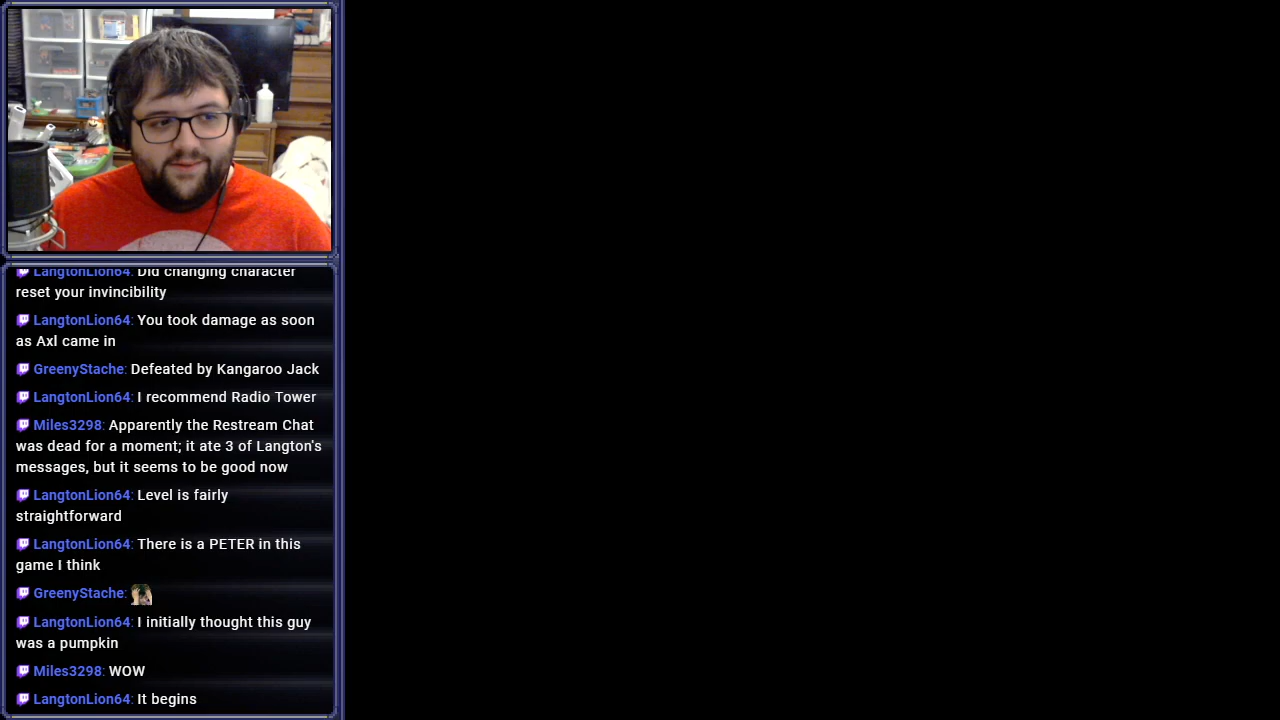 LangtonLion64: Did changing character
reset your invincibility
LangtonLion64: You took damage as soon
as Axl came in
GreenyStache: Defeated by Kangaroo Jack
LangtonLion64: I recommend Radio Tower
Miles3298: Apparently the Restream Chat
was dead for a moment; it ate 3 of Langton's
messages, but it seems to be good now
LangtonLion64: Level is fairly
straightforward
LangtonLion64: There is a PETER in this
game I think
GreenyStache:
LangtonLion64: I initially thought this guy
was a pumpkin
Miles3298: WOW
LangtonLion64: It begins